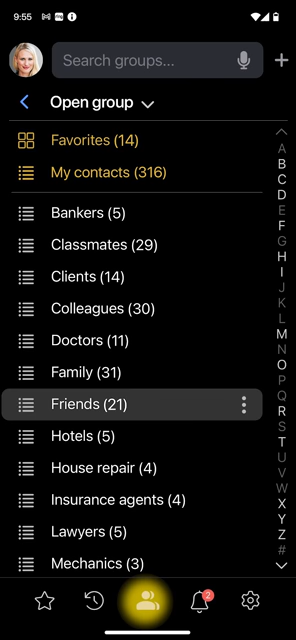 9:55
Search groups...
Open group
Favorites (14)
My contacts (316)
Bankers (5)
Classmates (29)
Clients (14)
Colleagues (30)
Doctors (11)
Family (31)
Friends (21)
Hotels (5)
House repair (4)
Insurance agents (4)
Lawyers (5)
Mechanics (3)
A
B
C
D
E
F
G
H
I
J
K
L
M
N
O
P
Q
R
S
T
U
V
W
X
Y
Z
#
2